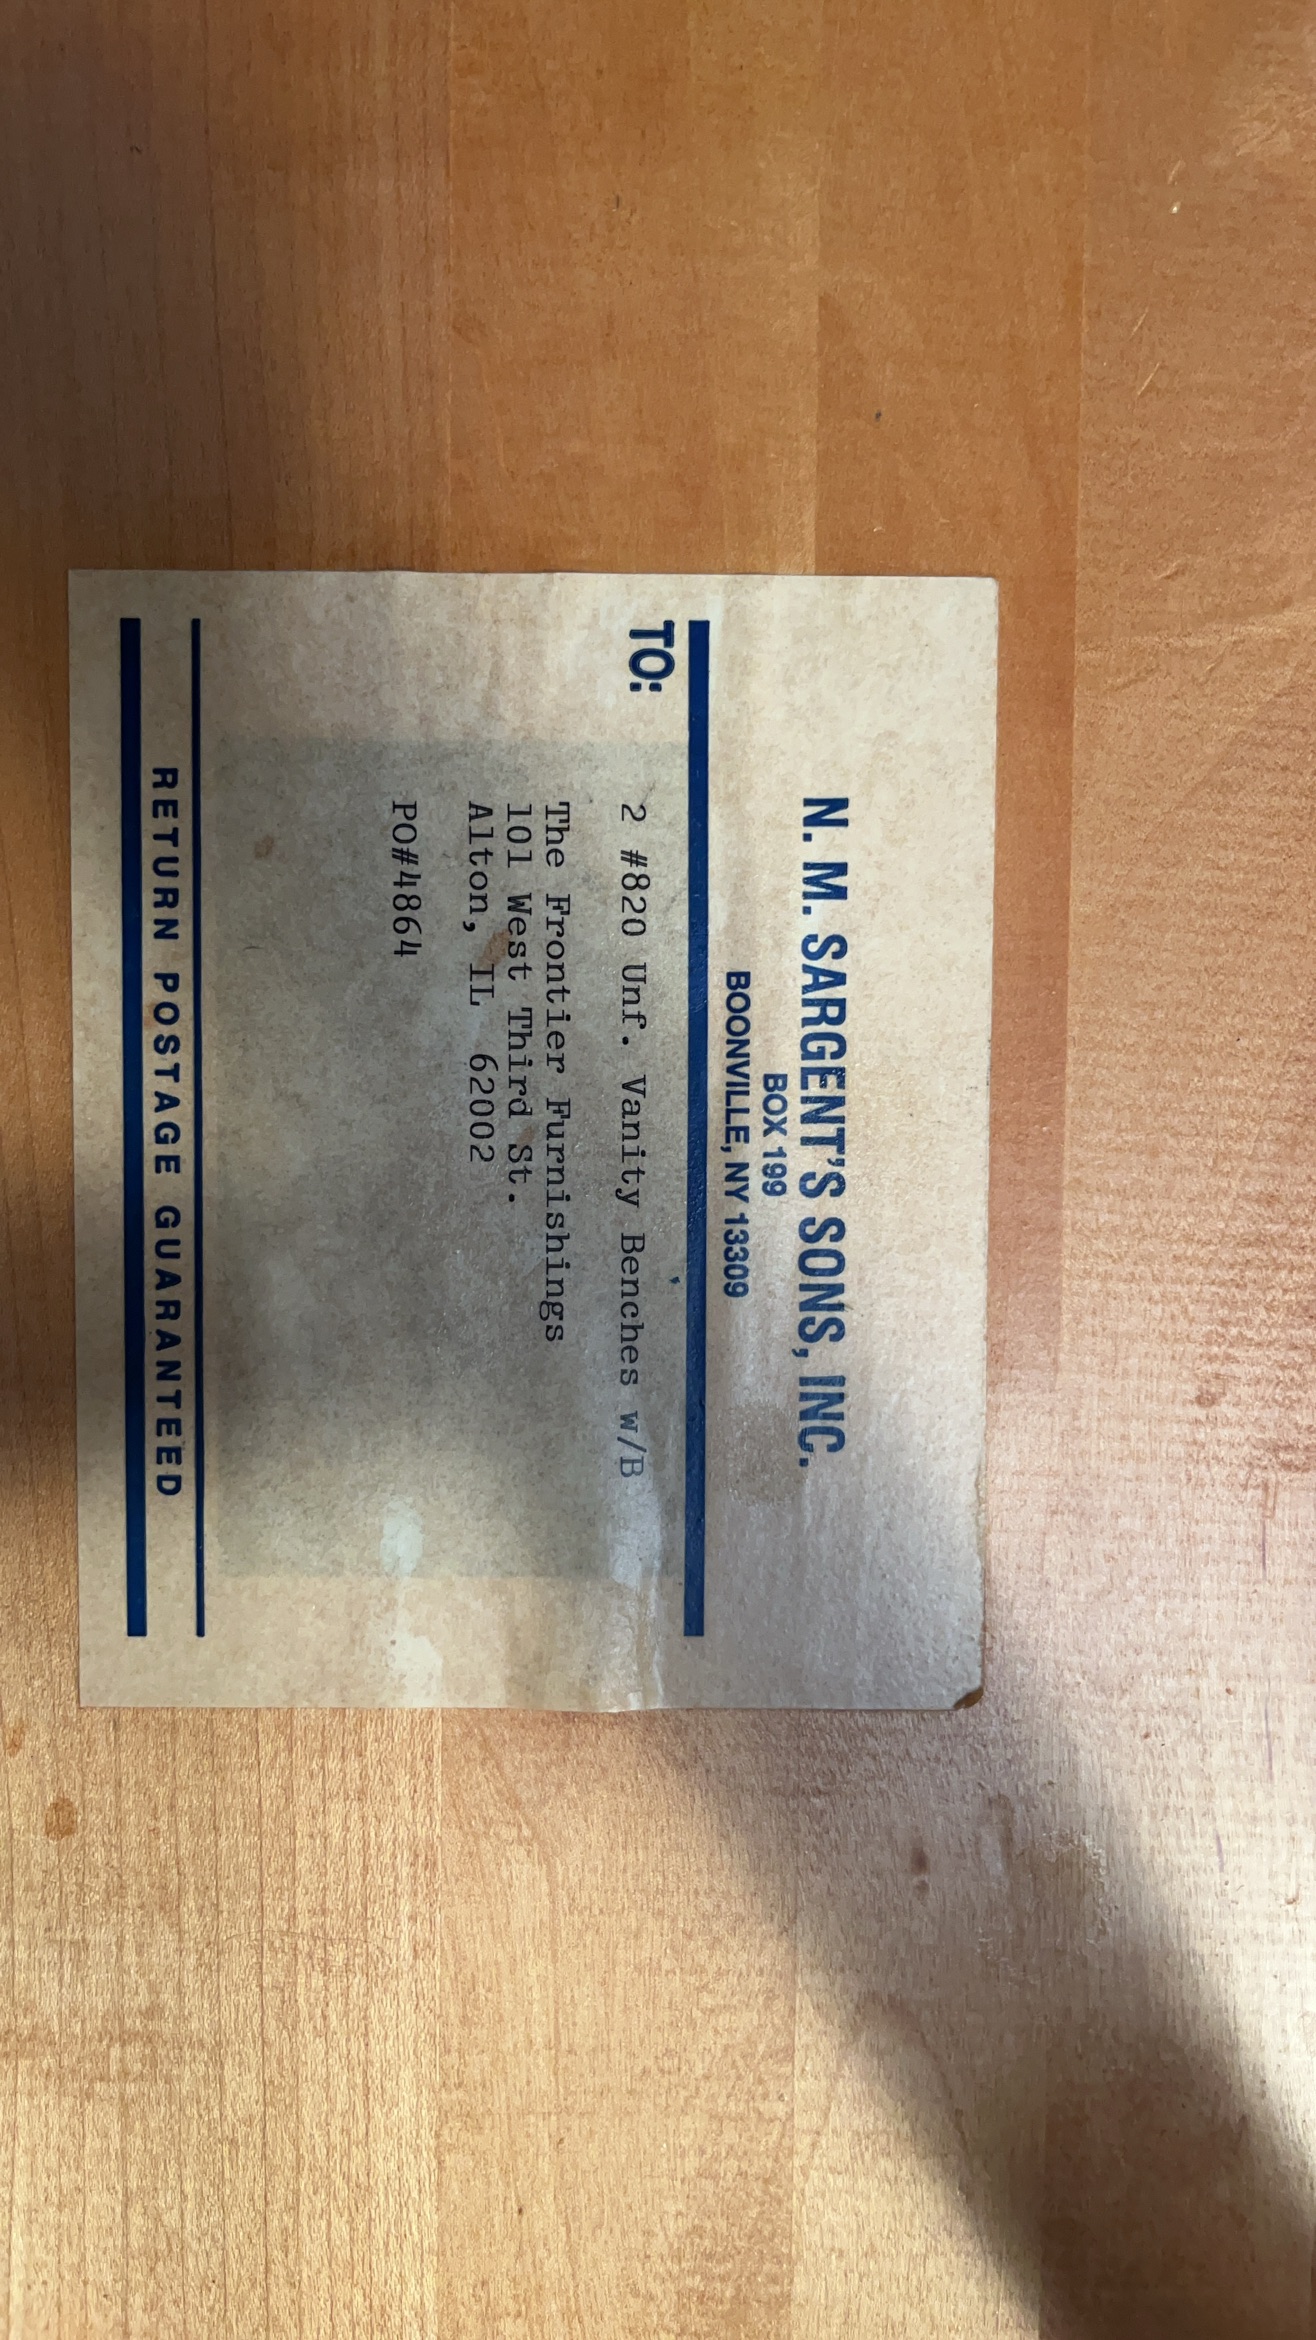 N. M. SARGENT'S SONS, INC.
BOX 199
BOONVILLE, NY 13309
TO:
2 #820 Unf. Vanity Benches w/B
The Frontier Furnishings
101 West Third St.
Alton, IL 62002
PO#4864
RETURN POSTAGE GUARANTEED